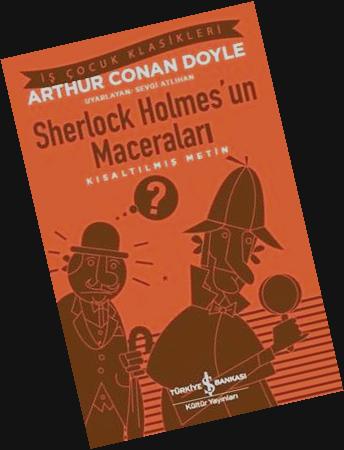 İŞ ÇOCUK KLASİKLERİ
ARTHUR CONAN DOYLE
UYARLAYAN: SEVGİ ATLIHAN
Sherlock Holmes'un
Maceraları
KISALTILMIŞ METİN
?
TÜRKİYE İŞ BANKASI
Kültür Yayınları